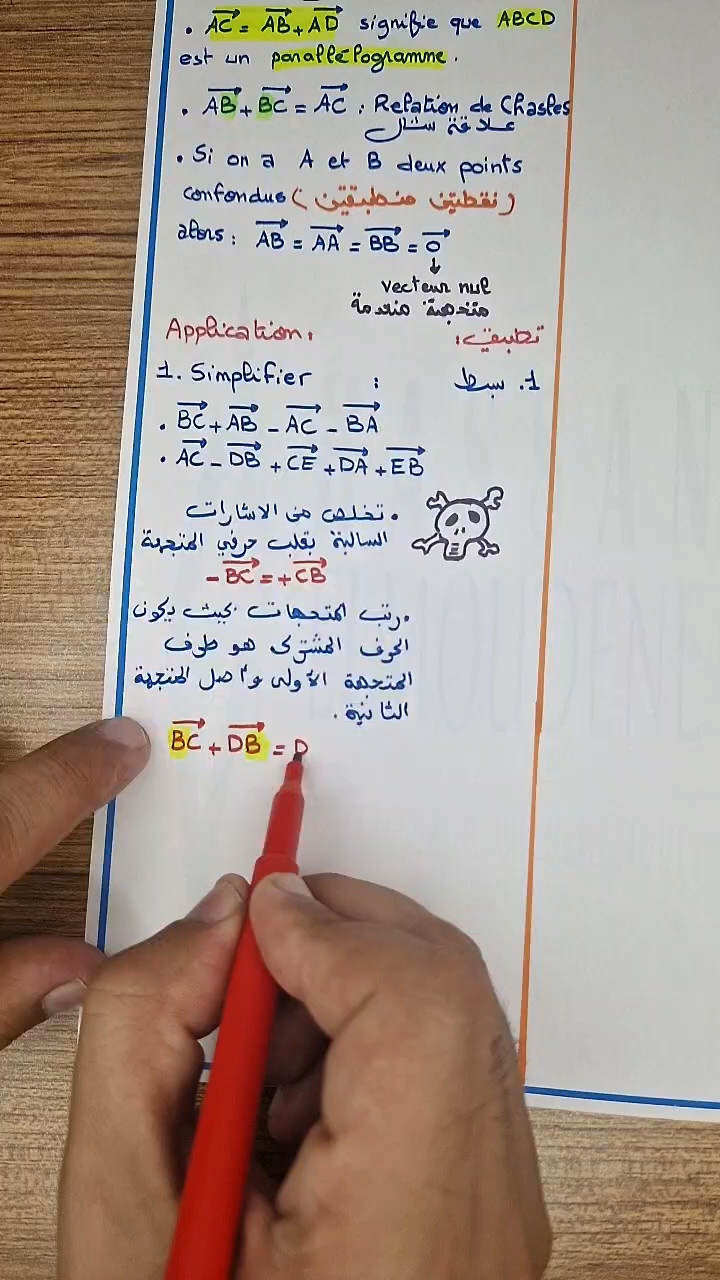 . AC = AB + AD signifie que ABCD
est un parallélogramme.
. AB + BC = AC : Relation de Chasles
علاقة شال
. Si on a A et B deux points
confondus (نقطتين منطبقتين)
alors : AB = AA = BB = 0
↓
vecteur nul
متجهة منعدمة
Application: تطبيق:
1. Simplifier : 1. بسط
. BC + AB - AC - BA
. AC - DB + CE + DA + EB
. تخلص من الاشارات
السالبة بقلب حرفي المتجهة
- BC = + CB
. رتب المتجهات بحيث يكون
الحرف المشترك هو طرف
المتجهة الأولى وأصل المتجهة
الثانية.
BC + DB = D